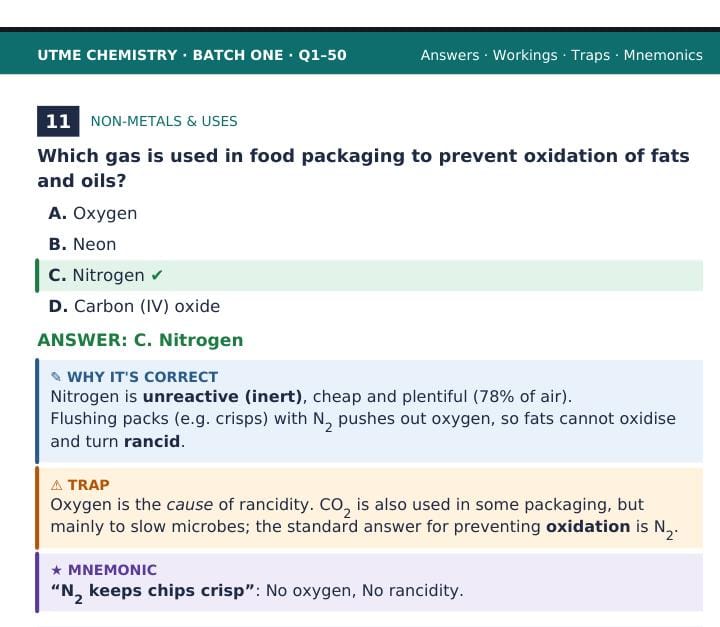 UTME CHEMISTRY · BATCH ONE · Q1–50
Answers · Workings · Traps · Mnemonics
11 NON-METALS & USES
Which gas is used in food packaging to prevent oxidation of fats
and oils?
A. Oxygen
B. Neon
C. Nitrogen ✔
D. Carbon (IV) oxide
ANSWER: C. Nitrogen
✎ WHY IT'S CORRECT
Nitrogen is unreactive (inert), cheap and plentiful (78% of air).
Flushing packs (e.g. crisps) with N₂ pushes out oxygen, so fats cannot oxidise
and turn rancid.
⚠ TRAP
Oxygen is the cause of rancidity. CO₂ is also used in some packaging, but
mainly to slow microbes; the standard answer for preventing oxidation is N₂.
★ MNEMONIC
“N₂ keeps chips crisp”: No oxygen, No rancidity.